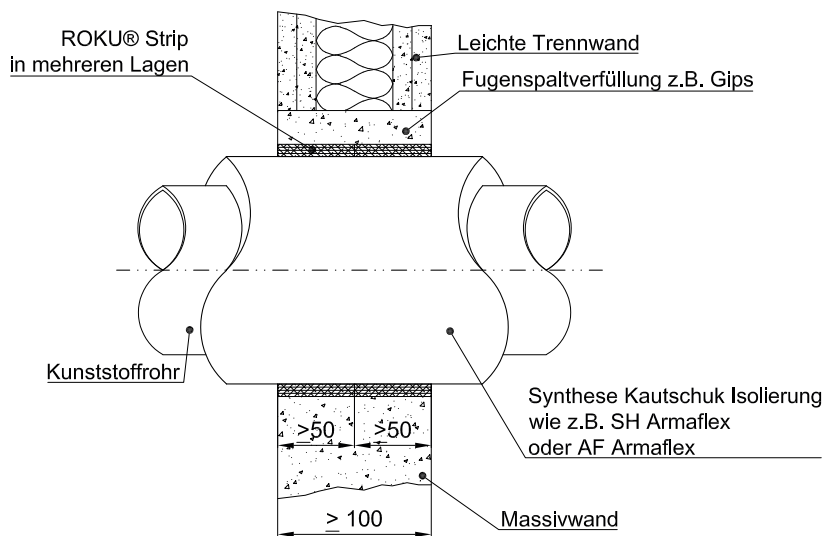 ROKU® Strip
in mehreren Lagen
Leichte Trennwand
Fugenspaltverfüllung z.B. Gips
Kunststoffrohr
Synthese Kautschuk Isolierung
wie z.B. SH Armaflex
oder AF Armaflex
≥50
≥50
Massivwand
≥ 100